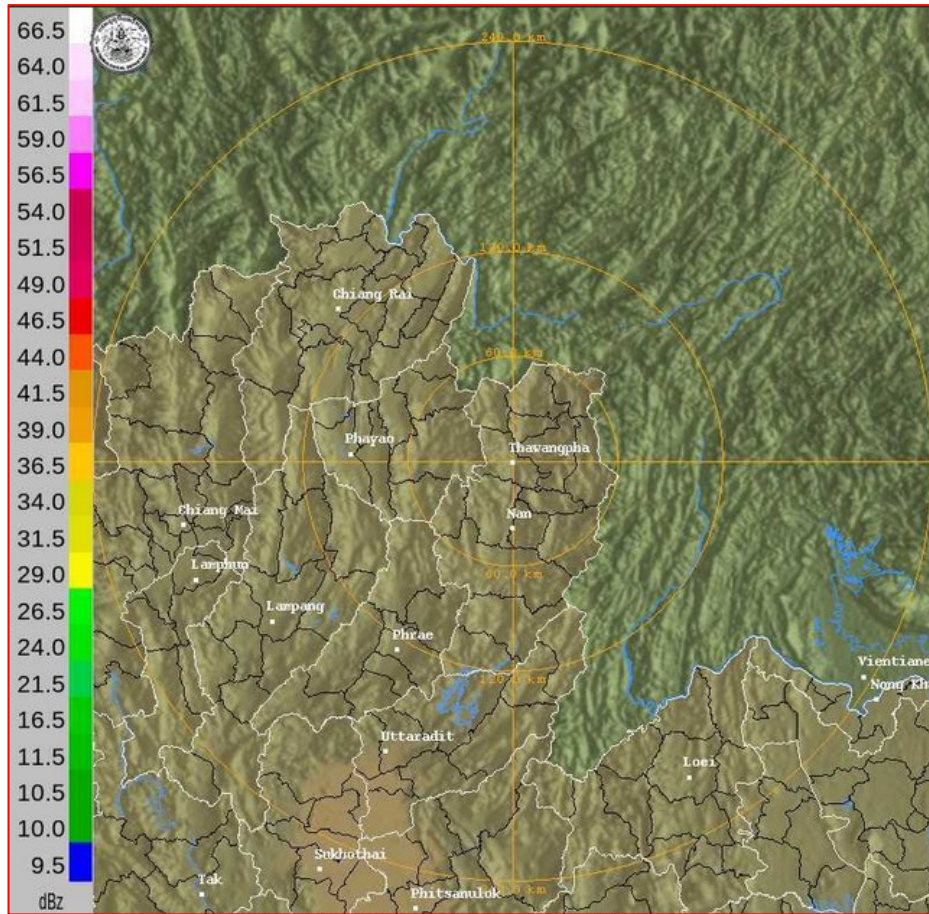 66.5
64.0
61.5
59.0
56.5
54.0
51.5
49.0
46.5
44.0
41.5
39.0
36.5
34.0
31.5
29.0
26.5
24.0
21.5
16.5
11.5
10.5
10.0
9.5
dBz
240.0 km
120.0 km
Chiang Rai
60.0 km
Phayao
Thavangpha
Chiang Mai
Nan
Lamphun
60.0 km
Lampang
Phrae
Vientiane
120.0 km
Nong Kh
Uttaradit
Loei
Sukhothai
Tak
km
Phitsanulok